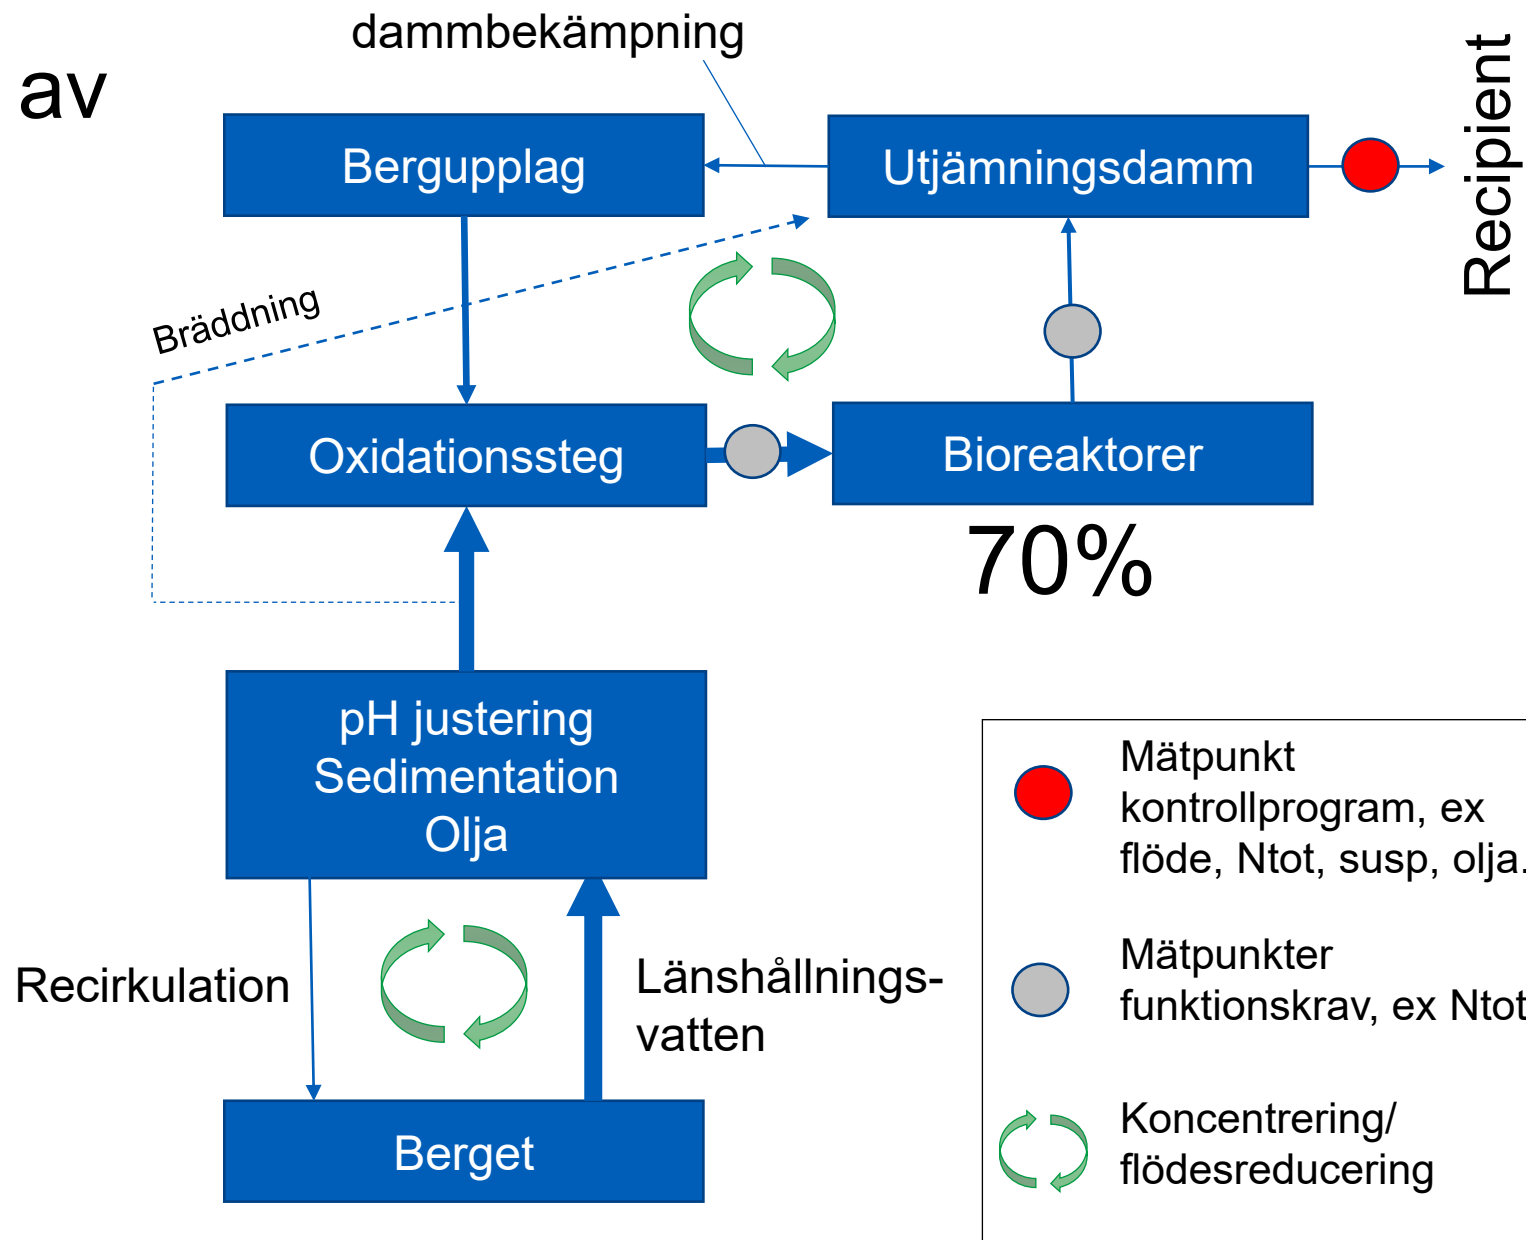 dammbekämpning
av
Bergupplag
Utjämningsdamm
Recipient
Bräddning
Oxidationssteg
Bioreaktorer
70%
pH justering
Sedimentation
Olja
Recirkulation
Länshållnings-
vatten
Berget
Mätpunkt
kontrollprogram, ex
flöde, Ntot, susp, olja.
Mätpunkter
funktionskrav, ex Ntot
Koncentrering/
flödesreducering